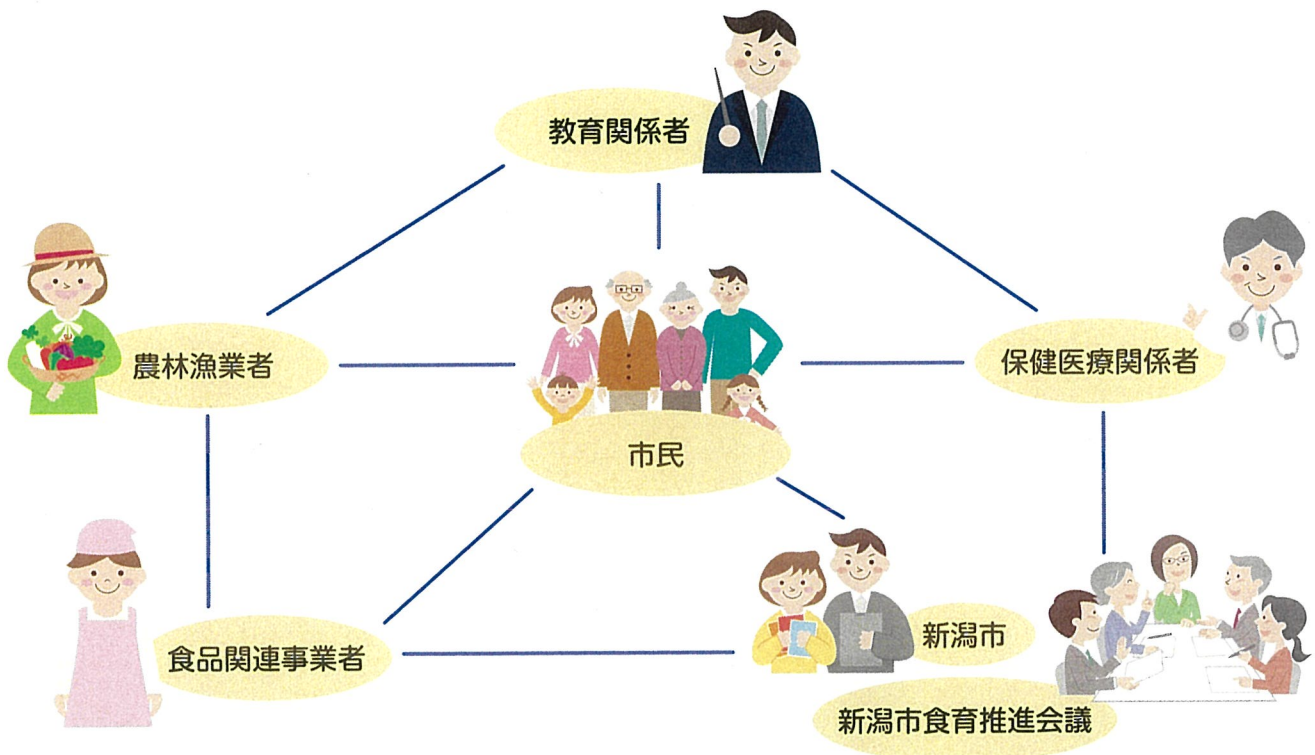 教育関係者
農林漁業者
保健医療関係者
市民
食品関連事業者
新潟市
新潟市食育推進会議